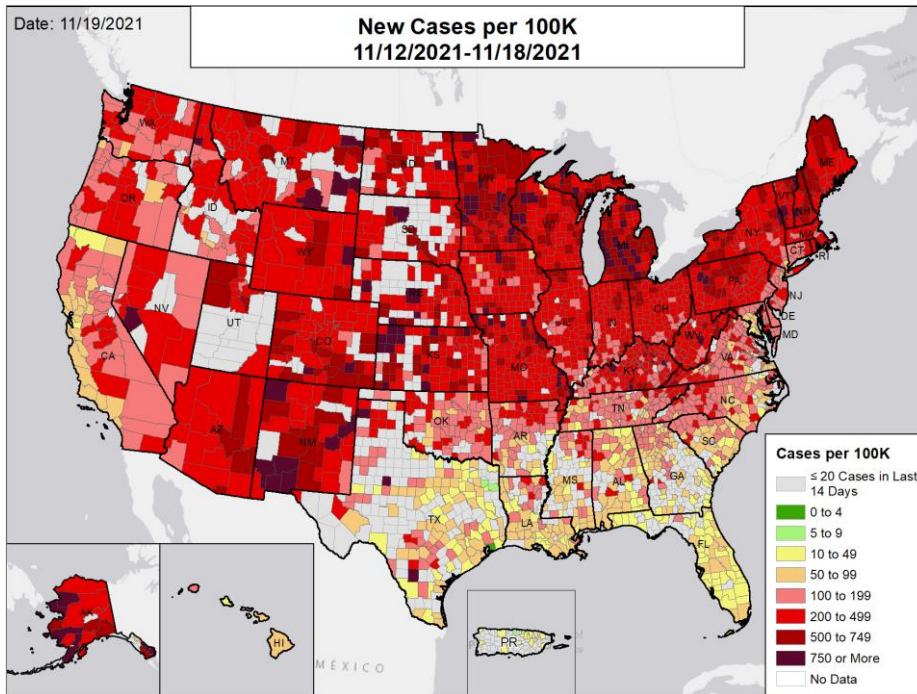 Date: 11/19/2021
New Cases per 100K
11/12/2021-11/18/2021
WA
MT
ND
MN
ME
OR
ID
SD
WI
MI
VT
NH
NY
MA
CT
RI
WY
IA
PA
NJ
NE
NV
UT
IL
IN
OH
DE
MD
CA
CO
KS
MO
WV
VA
KY
AZ
NM
OK
AR
TN
NC
SC
MS
AL
GA
TX
LA
FL
AK
HI
PR
MÉXICO
Cases per 100K
≤ 20 Cases in Last
14 Days
0 to 4
5 to 9
10 to 49
50 to 99
100 to 199
200 to 499
500 to 749
750 or More
No Data